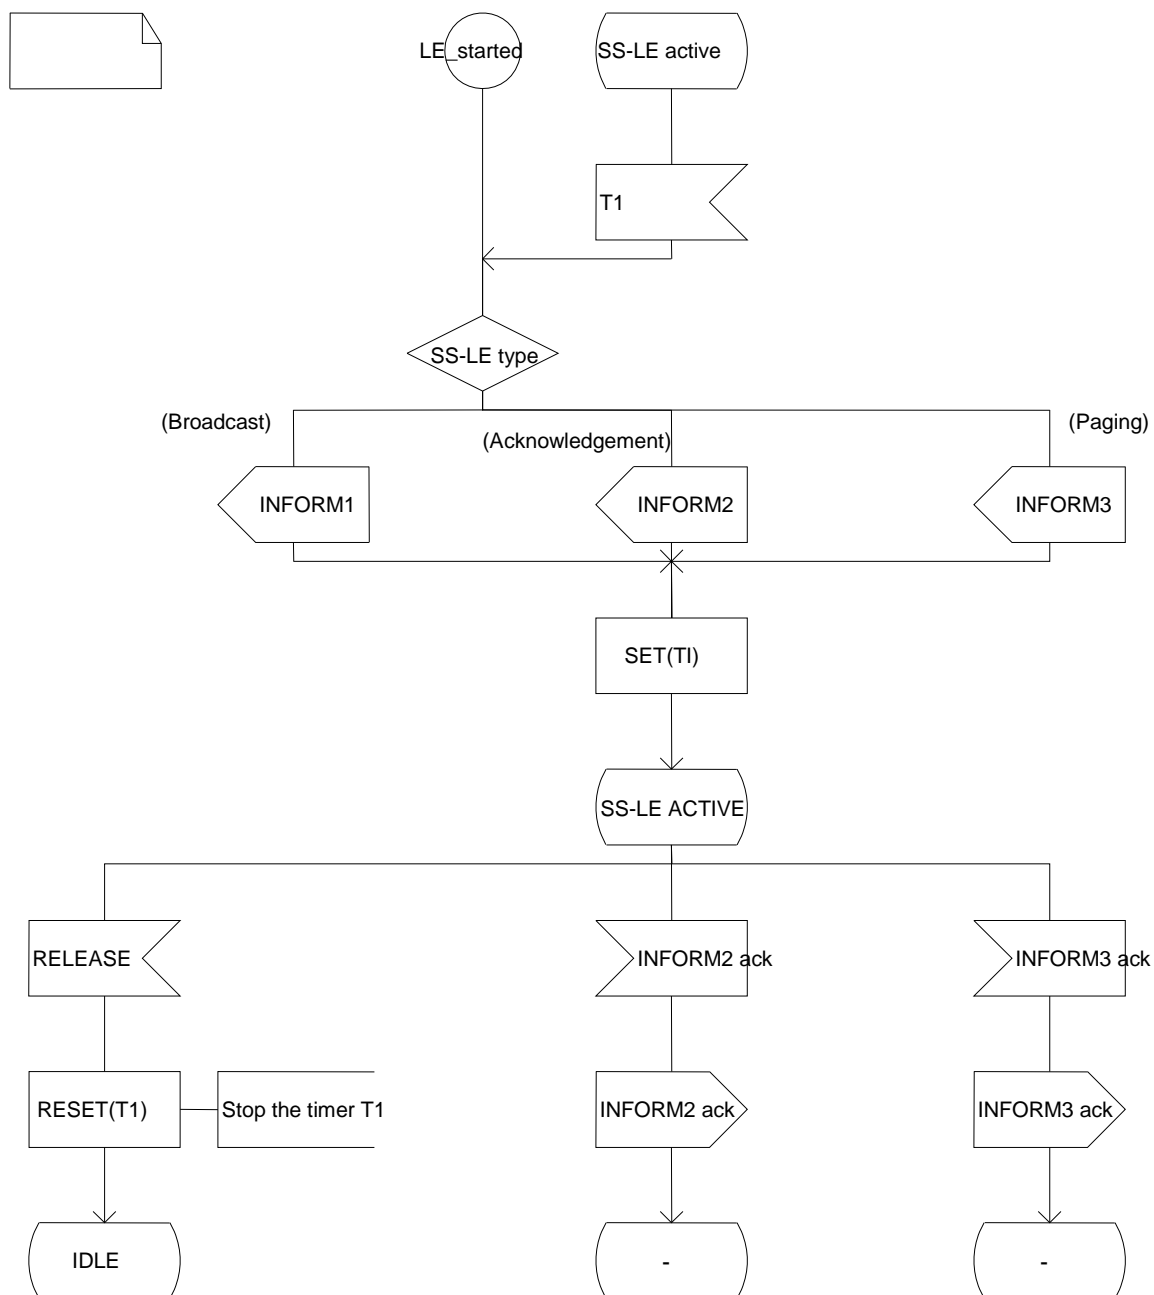 LE_started
SS-LE active
T1
SS-LE type
(Broadcast)
(Acknowledgement)
(Paging)
INFORM1
INFORM2
INFORM3
SET(TI)
SS-LE ACTIVE
RELEASE
INFORM2 ack
INFORM3 ack
RESET(T1)
Stop the timer T1
INFORM2 ack
INFORM3 ack
IDLE
-
-